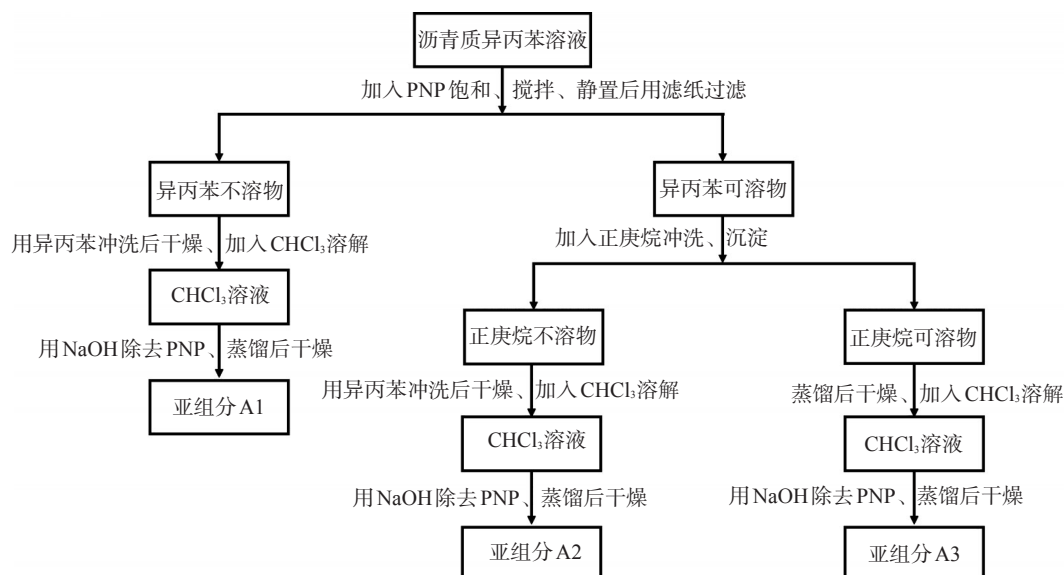 沥青质异丙苯溶液
加入PNP饱和、搅拌、静置后用滤纸过滤
异丙苯不溶物
异丙苯可溶物
用异丙苯冲洗后干燥、加入CHCl₃溶解
加入正庚烷冲洗、沉淀
CHCl₃溶液
正庚烷不溶物
正庚烷可溶物
用NaOH除去PNP、蒸馏后干燥
用异丙苯冲洗后干燥、加入CHCl₃溶解
蒸馏后干燥、加入CHCl₃溶解
亚组分A1
CHCl₃溶液
CHCl₃溶液
用NaOH除去PNP、蒸馏后干燥
用NaOH除去PNP、蒸馏后干燥
亚组分A2
亚组分A3